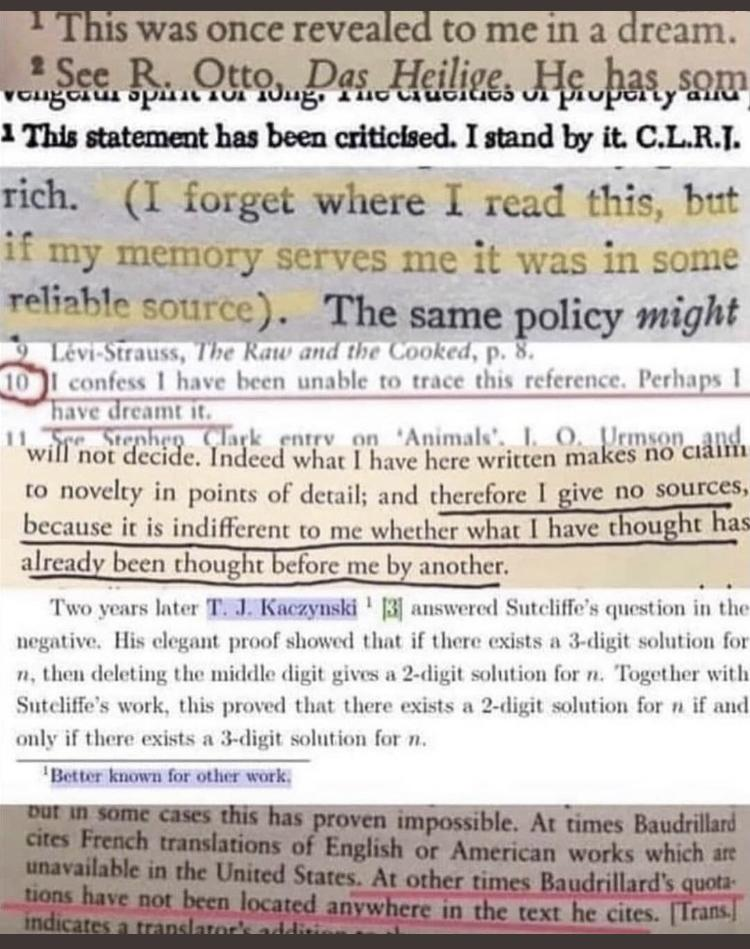 ¹ This was once revealed to me in a dream.
² See R. Otto, Das Heilige. He has som
vengeful spirit for long. The cruelties of property and
¹ This statement has been criticised. I stand by it. C.L.R.J.
rich. (I forget where I read this, but
if my memory serves me it was in some
reliable source). The same policy might
9 Lévi-Strauss, The Raw and the Cooked, p. 8.
10 I confess I have been unable to trace this reference. Perhaps I
have dreamt it.
11 See Stephen Clark entry on 'Animals'. J. O. Urmson and
will not decide. Indeed what I have here written makes no claim
to novelty in points of detail; and therefore I give no sources,
because it is indifferent to me whether what I have thought has
already been thought before me by another.
Two years later T. J. Kaczynski ¹ [3] answered Sutcliffe's question in the
negative. His elegant proof showed that if there exists a 3-digit solution for
n, then deleting the middle digit gives a 2-digit solution for n. Together with
Sutcliffe's work, this proved that there exists a 2-digit solution for n if and
only if there exists a 3-digit solution for n.
¹Better known for other work.
but in some cases this has proven impossible. At times Baudrillard
cites French translations of English or American works which are
unavailable in the United States. At other times Baudrillard's quota-
tions have not been located anywhere in the text he cites. [Trans.]
indicates a translator's